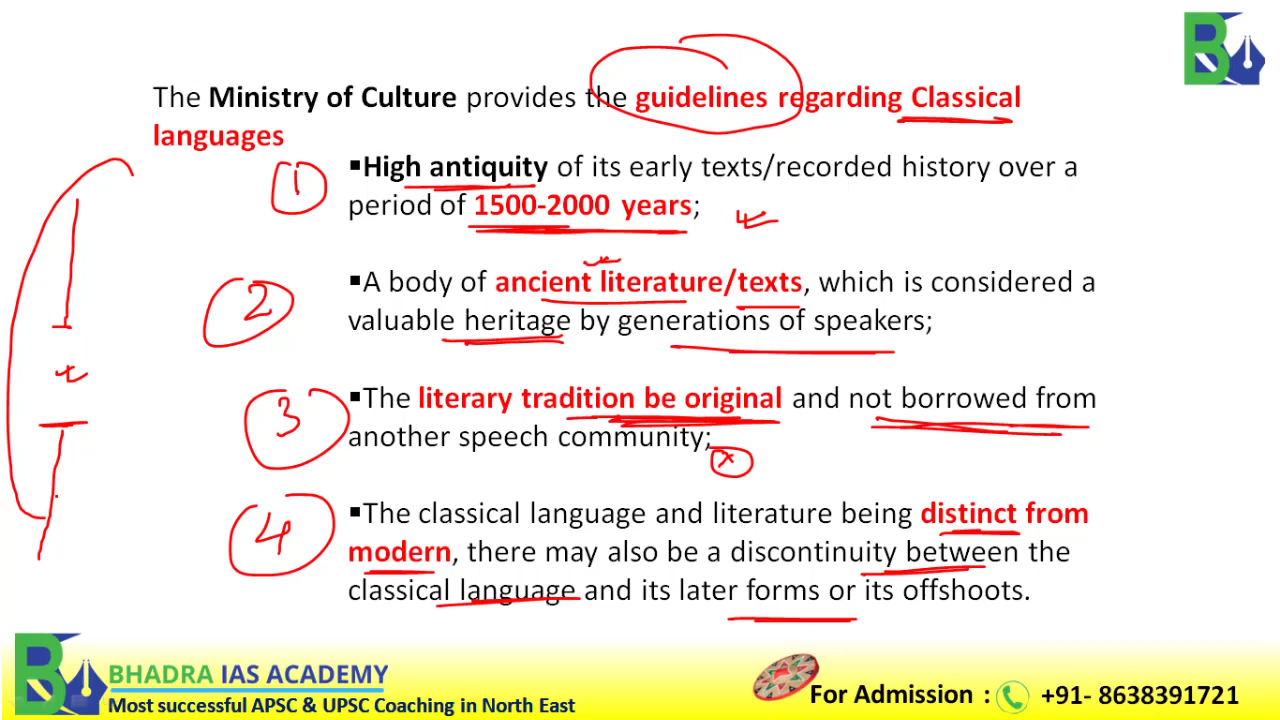 The Ministry of Culture provides the guidelines regarding Classical
languages
▪High antiquity of its early texts/recorded history over a
period of 1500-2000 years;
1
▪A body of ancient literature/texts, which is considered a
valuable heritage by generations of speakers;
2
▪The literary tradition be original and not borrowed from
another speech community;
3
▪The classical language and literature being distinct from
modern, there may also be a discontinuity between the
classical language and its later forms or its offshoots.
4
BHADRA IAS ACADEMY
Most successful APSC & UPSC Coaching in North East
For Admission : +91- 8638391721